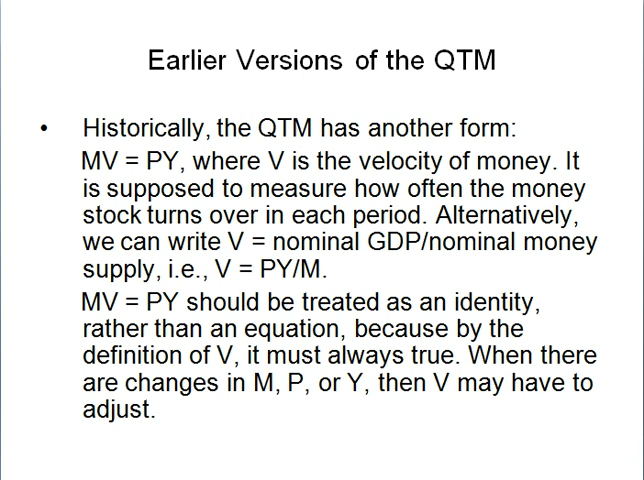 Earlier Versions of the QTM
• Historically, the QTM has another form:
MV = PY, where V is the velocity of money. It
is supposed to measure how often the money
stock turns over in each period. Alternatively,
we can write V = nominal GDP/nominal money
supply, i.e., V = PY/M.
MV = PY should be treated as an identity,
rather than an equation, because by the
definition of V, it must always true. When there
are changes in M, P, or Y, then V may have to
adjust.